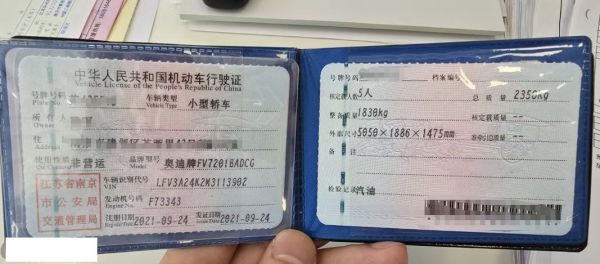 中华人民共和国机动车行驶证
Vehicle License of the People's Republic of China
号牌号码
Plate No.
车辆类型
Vehicle Type
小型轿车
所有人
Owner
住
使用性质
非营运
品牌型号
Model
奥迪牌FV7201BADCG
车辆识别代号
VIN
LFV3A24K2M3113902
发动机号码
Engine No.
F73343
注册日期
Register Date
2021-09-24
发证日期
Issue Date
2021-09-24
江苏省南京
市公安局
交通管理局
号牌号码
档案编号
核定载人数
5人
总质量
2350kg
整备质量
1830kg
核定载质量
--
外廓尺寸
5050×1886×1475mm
准牵引总质量
--
备注
检验记录
汽油